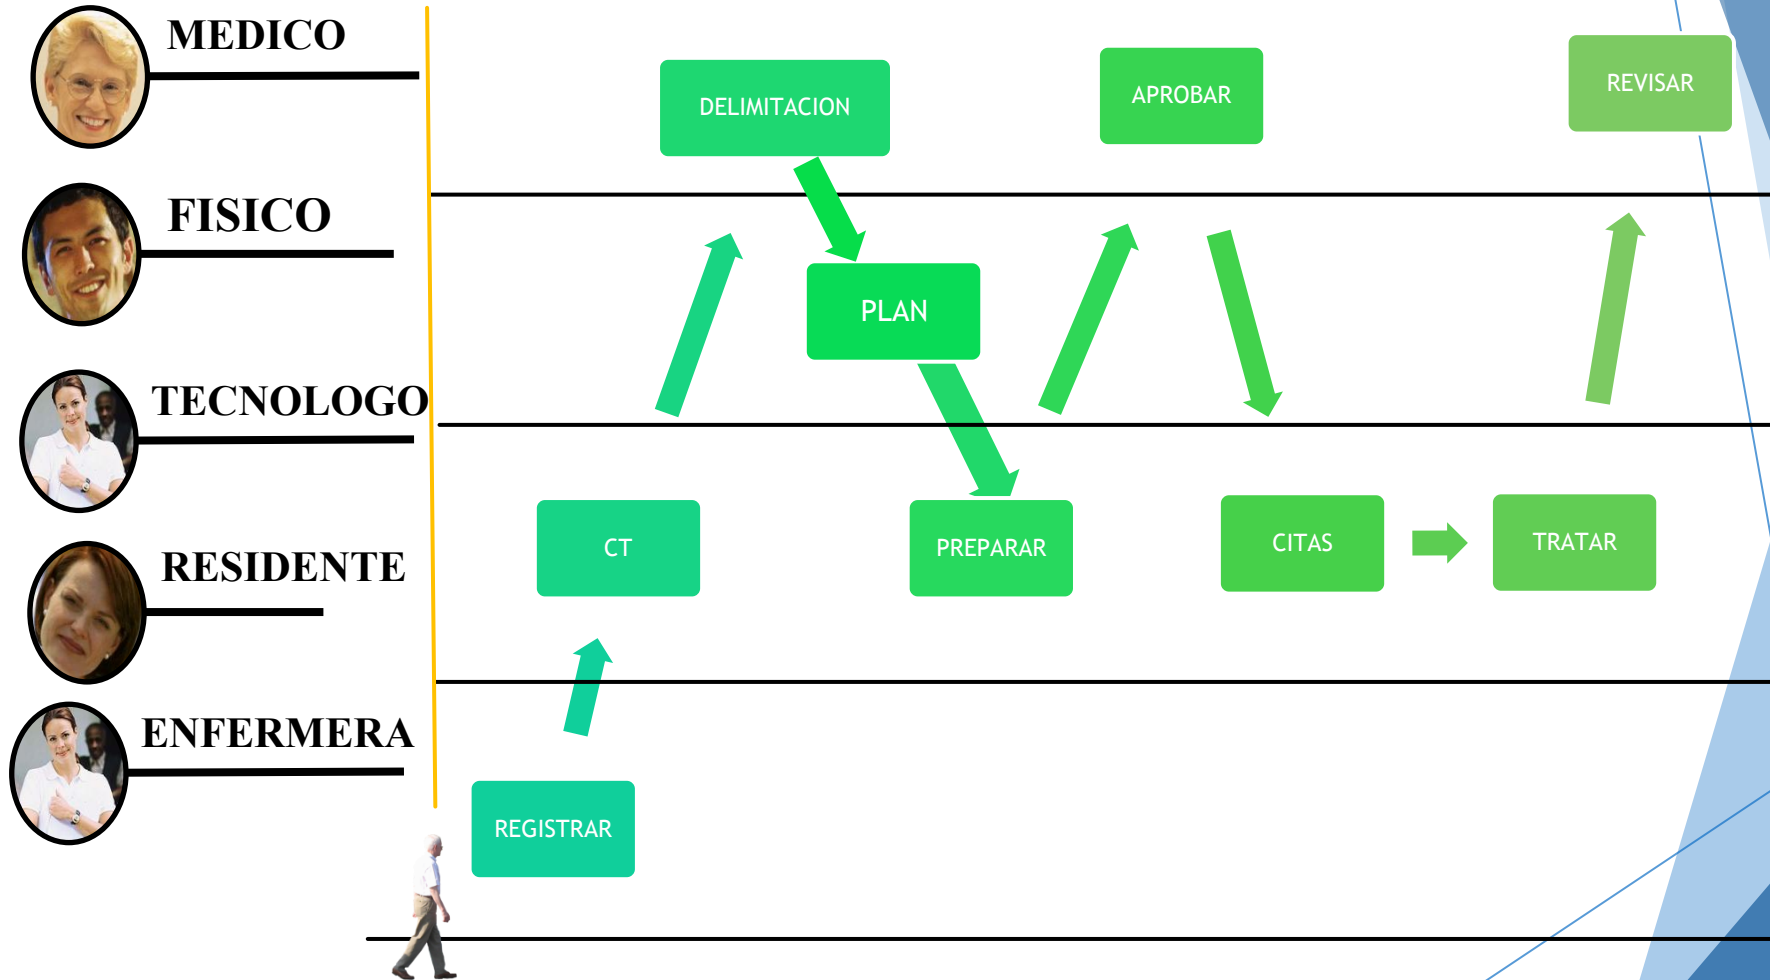 MEDICO
FISICO
TECNOLOGO
RESIDENTE
ENFERMERA
DELIMITACION
APROBAR
REVISAR
PLAN
CT
PREPARAR
CITAS
TRATAR
REGISTRAR